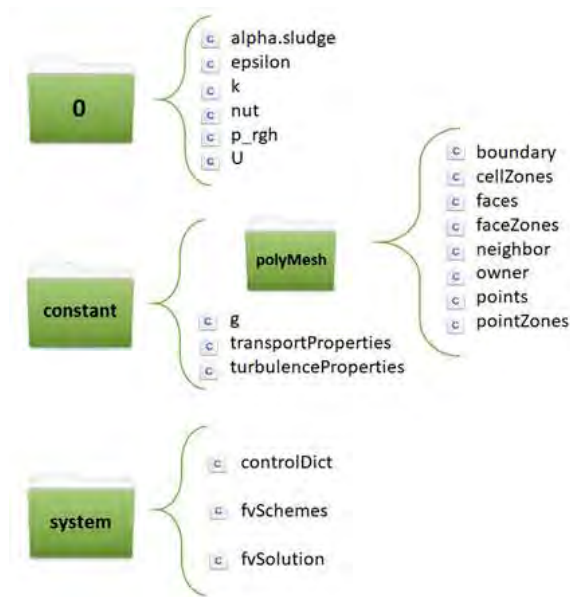 0
alpha.sludge
epsilon
k
nut
p_rgh
U
constant
polyMesh
boundary
cellZones
faces
faceZones
neighbor
owner
points
pointZones
g
transportProperties
turbulenceProperties
system
controlDict
fvSchemes
fvSolution